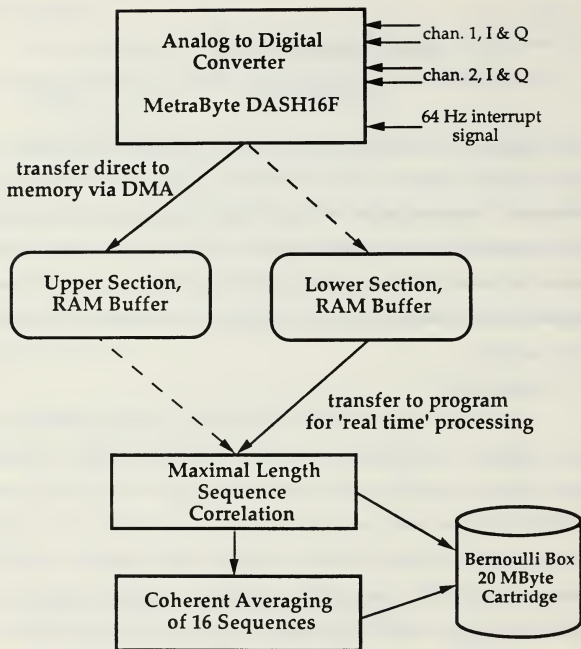 Analog to Digital
Converter
MetraByte DASH16F
chan. 1, I & Q
chan. 2, I & Q
64 Hz interrupt
signal
transfer direct to
memory via DMA
Upper Section,
RAM Buffer
Lower Section,
RAM Buffer
transfer to program
for 'real time' processing
Maximal Length
Sequence
Correlation
Bernoulli Box
20 MByte
Cartridge
Coherent Averaging
of 16 Sequences